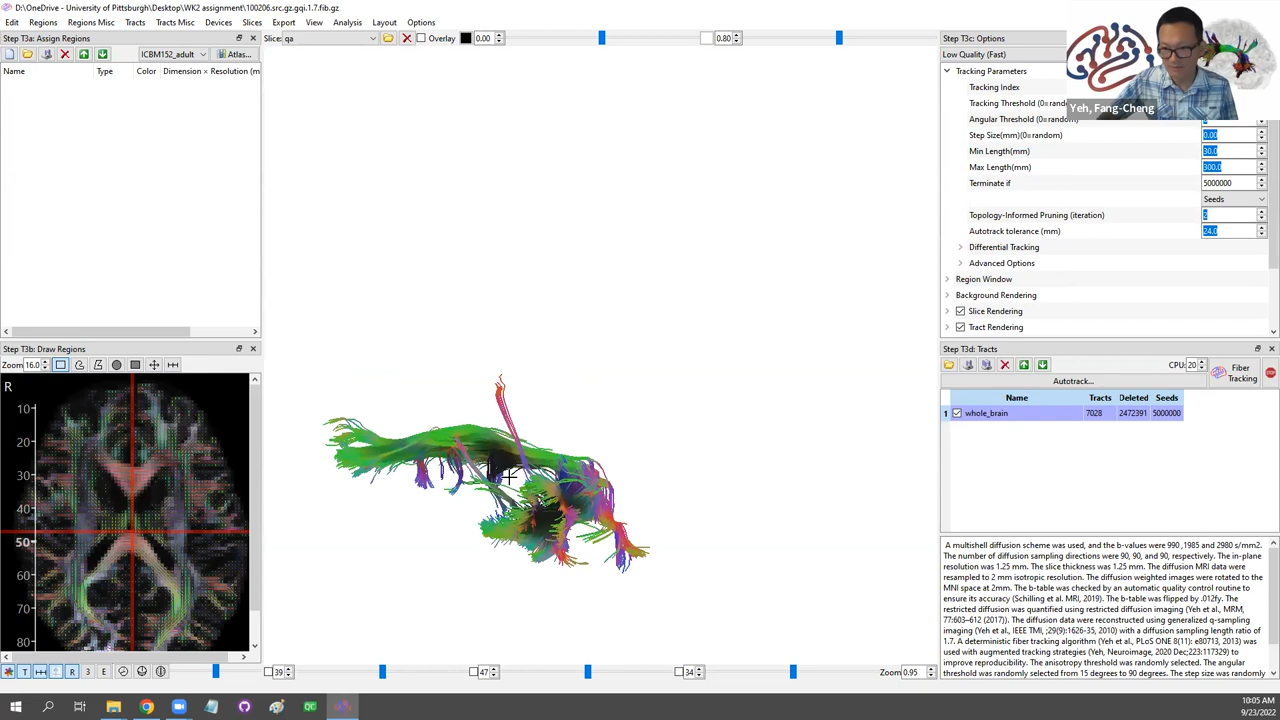 D:\OneDrive - University of Pittsburgh\Desktop\WK2 assignment\100206.src.gz.gqi.1.7.fib.gz
Edit Regions Regions Misc Tracts Tracts Misc Devices Slices Export View Analysis Layout Options
Step T3a: Assign Regions
ICBM152_adult Atlas...
Name Type Color Dimension × Resolution (m
Slice: qa Overlay 0.00 0.80
Step T3c: Options
Low Quality (Fast)
Tracking Parameters
Tracking Index
Tracking Threshold (0=rand
Angular Threshold (0=random)
Step Size(mm)(0=random) 0.00
Min Length(mm) 30.0
Max Length(mm) 300.0
Terminate if 5000000
Seeds
Topology-Informed Pruning (iteration) 2
Autotrack tolerance (mm) 24.0
Differential Tracking
Advanced Options
Region Window
Background Rendering
Slice Rendering
Tract Rendering
Yeh, Fang-Cheng
Step T3b: Draw Regions
Zoom 16.0
R
10
20
30
40
50
60
70
80
T R 3 E
39 47 34 Zoom 0.95
Step T3d: Tracts
CPU: 20 Fiber Tracking
Autotrack...
Name Tracts Deleted Seeds
1 whole_brain 7028 2472391 5000000
A multishell diffusion scheme was used, and the b-values were 990 ,1985 and 2980 s/mm2.
The number of diffusion sampling directions were 90, 90, and 90, respectively. The in-plane
resolution was 1.25 mm. The slice thickness was 1.25 mm. The diffusion MRI data were
resampled to 2 mm isotropic resolution. The diffusion weighted images were rotated to the
MNI space at 2mm. The b-table was checked by an automatic quality control routine to
ensure its accuracy (Schilling et al. MRI, 2019). The b-table was flipped by .012fy. The
restricted diffusion was quantified using restricted diffusion imaging (Yeh et al., MRM,
77:603–612 (2017)). The diffusion data were reconstructed using generalized q-sampling
imaging (Yeh et al., IEEE TMI, ;29(9):1626-35, 2010) with a diffusion sampling length ratio of
1.7. A deterministic fiber tracking algorithm (Yeh et al., PLoS ONE 8(11): e80713, 2013) was
used with augmented tracking strategies (Yeh, Neuroimage, 2020 Dec;223:117329) to
improve reproducibility. The anisotropy threshold was randomly selected. The angular
threshold was randomly selected from 15 degrees to 90 degrees. The step size was randomly
10:05 AM
9/23/2022